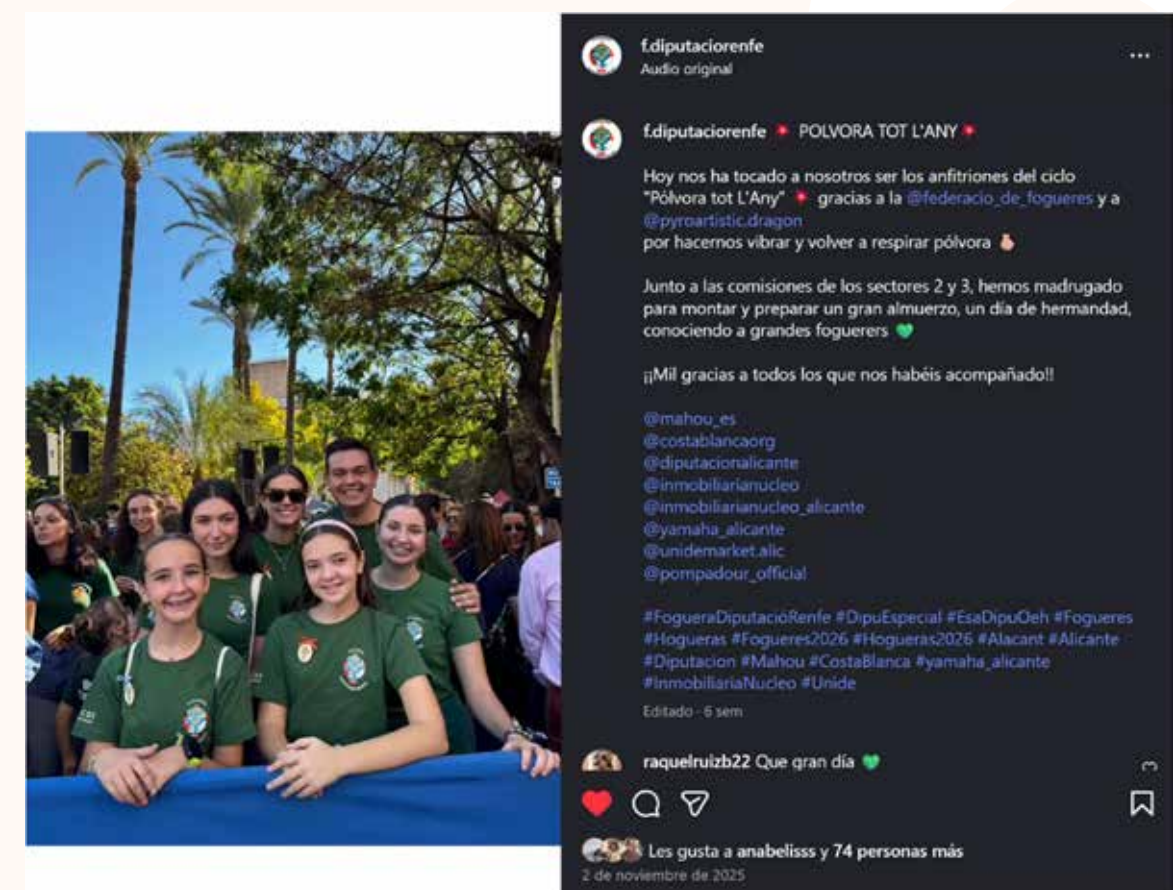 f.diputaciorenfe
Audio original
f.diputaciorenfe 💥 POLVORA TOT L'ANY 💥
Hoy nos ha tocado a nosotros ser los anfitriones del ciclo
"Pólvora tot L'Any" 💥 gracias a la @federacio_de_fogueres y a
@pyroartistic.dragon
por hacernos vibrar y volver a respirar pólvora 🫰🏻
Junto a las comisiones de los sectores 2 y 3, hemos madrugado
para montar y preparar un gran almuerzo, un día de hermandad,
conociendo a grandes foguerers 💚
¡¡Mil gracias a todos los que nos habéis acompañado!!
@mahou_es
@costablancaorg
@diputacionalicante
@inmobiliarianucleo
@inmobiliarianucleo_alicante
@yamaha_alicante
@unidemarket.alic
@pompadour_official
#FogueraDiputacióRenfe #DipuEspecial #EsaDipuOeh #Fogueres
#Hogueras #Fogueres2026 #Hogueras2026 #Alacant #Alicante
#Diputacion #Mahou #CostaBlanca #yamaha_alicante
#InmobiliariaNucleo #Unide
Editado · 6 sem
raquelruizb22 Que gran día 💚
Les gusta a anabelisss y 74 personas más
2 de noviembre de 2025